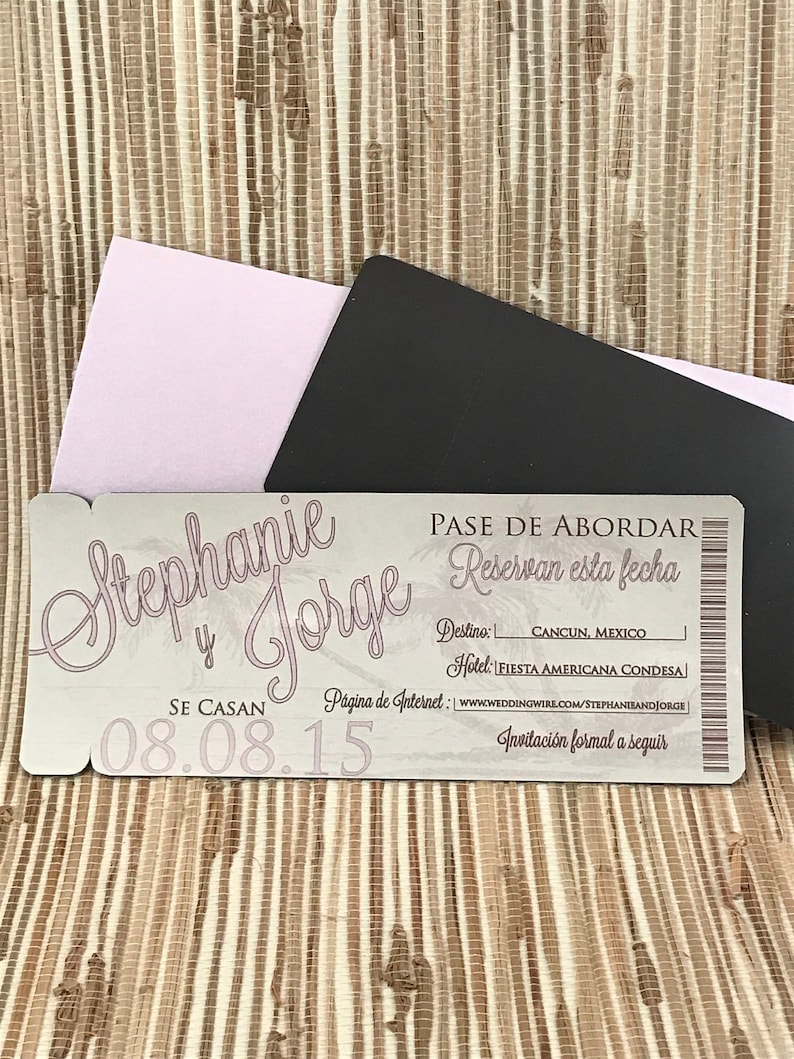 Stephanie
y
Jorge
Se Casan
08.08.15
Pase de Abordar
Reservan esta fecha
Destino: Cancun, Mexico
Hotel: Fiesta Americana Condesa
Página de Internet : www.weddingwire.com/StephanieandJorge
Invitación formal a seguir